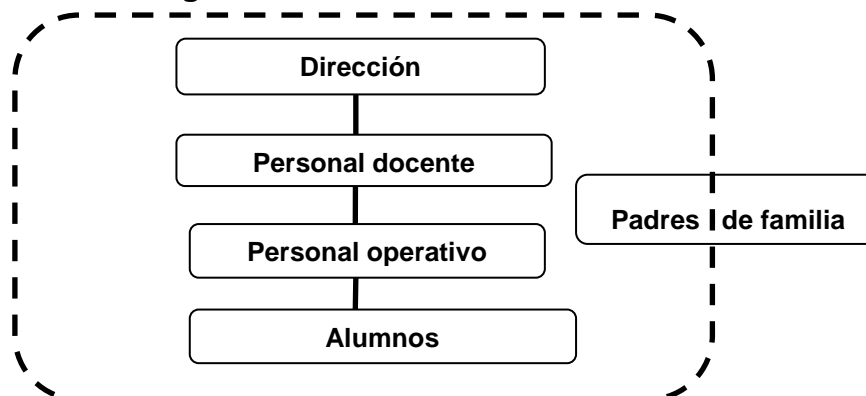 Dirección
Personal docente
Padres de familia
Personal operativo
Alumnos